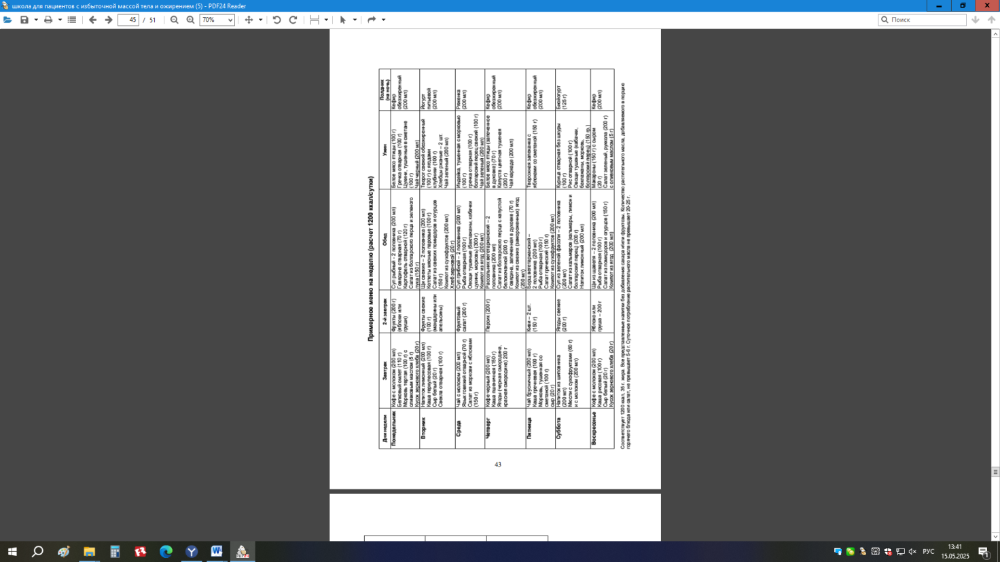 школа для пациентов с избыточной массой тела и ожирением (5) - PDF24 Reader
45 / 51
70%
Поиск
Примерное меню на неделю (расчет 1200 ккал/сутки)
Дни недели
Завтрак
2-й завтрак
Обед
Ужин
Полдник
(на ночь)
Понедельник
Кофе с молоком (200 мл)
Белковый омлет (110 г)
Морковь тертая (100 г) с
оливковым маслом (5 г)
Кусок зернового хлеба (20 г)
Фрукты (200 г)
(яблоки или
груши)
Суп рыбный - 2 половника (200 мл)
Говядина отварная (70 г)
Картофель отварной (120 г)
Салат из болгарского перца и зеленого
лука (150 г)
Белое мясо птицы (100 г)
Гречка отварная (100 г)
Цукини, тушенные в сметане
(100 г)
Чай черный (200 мл)
Кефир
обезжиренный
(200 мл)
Вторник
Напиток лимонный (200 мл)
Каша геркулесовая (100 г)
Сыр белый (20 г)
Свекла отварная (100 г)
Фрукты свежие
(100 г)
(мандарины или
апельсины)
Щи свежие – 2 половника (200 мл)
Котлеты мясные паровые (100 г)
Салат из свежих помидоров и огурцов
(150 г)
Компот из сухофруктов (200 мл)
Хлеб зерновой (20 г)
Творог свежий обезжиренный
(100 г) с ягодами
клубники (100 г)
Хлебцы ржаные – 2 шт.
Чай зеленый (200 мл)
Йогурт
питьевой
(200 мл)
Среда
Чай с молоком (200 мл)
Язык говяжий отварной (70 г)
Салат из моркови с яблоками
(150 г)
Фруктовый
салат (200 г)
Суп грибной – 2 половника (200 мл)
Рыба отварная (100 г)
Овощи тушеные (баклажаны, кабачки
цукини, морковь) (300 г)
Компот из ягод (200 мл)
Индейка, тушенная с морковью
(100 г)
гречка отварная (100 г)
болгарский перец свежий (100 г)
Чай зеленый (200 мл)
Ряженка
(200 мл)
Четверг
Кофе черный (200 мл)
Каша пшеничная (150 г)
Ягоды (черная смородина,
красная смородина) 200 г
Персик (200 г)
Рассольник вегетарианский – 2
половника (200 мл)
Салат из болгарского перца с капустой
белокочанной (200 г)
Говядина, запеченная в духовке (70 г)
Компот из свежих (замороженных) ягод
(200 мл)
Белое мясо птицы (запеченное
в духовке) (70 г)
Капуста цветная тушеная
(200 г)
Чай каркаде (200 мл)
Кефир
обезжиренный
(200 мл)
Пятница
Чай брусничный (200 мл)
Каша гречневая (100 г)
Морковь, тушенная со
сметаной (100 г)
сыр (20 г)
Киви – 2 шт.
(150 г)
Борщ вегетарианский –
2 половника (200 мл)
Рыба отварная (100 г)
Салат греческий (150 г)
Компот из сухофруктов (200 мл)
Творожная запеканка с
яблоками со сметаной (150 г)
Кефир
обезжиренный
(200 мл)
Суббота
Напиток из шиповника
(200 мл)
Мюсли с сухофруктами (60 г)
и с молоком (200 мл)
Ягоды свежие
(200 г)
Суп из зеленой фасоли – 2 половника
(200 мл)
Салат из кальмаров (кальмары, лимон и
болгарский перец) (200 г)
Напиток лимонный (200 мл)
Курица отварная без шкуры
(100 г)
Рис отварной (100 г)
Овощи тушеные (кабачки,
баклажаны, морковь,
болгарский перец) (150 гр.)
Биойогурт
(125 г)
Воскресенье
Кофе с молоком (200 мл)
Каша рисовая (100 г)
Сыр белый (20 г)
Кусок зернового хлеба (20 г)
Яблоко или
груша – 200 г
Щи из щавеля – 2 половника (200 мл)
Рыба отварная (100 г)
Салат из помидоров и огурцов (150 г)
Компот из ягод (200 мл)
Макароны (150 г) с сыром
(20 г)
Салат зеленый, руккола (200 г)
с оливковым маслом (5 г)
Кефир
(200 мл)
Соответствует 1200 ккал, 35 г. жира. Все представленные напитки без добавления сахара и/или фруктозы. Количество растительного масла, добавляемого в порцию
горячего блюда или салат, не превышает 5-6 г. Суточное потребление растительного масла не превышает 20-25 г.
43
РУС
13:41
15.05.2025